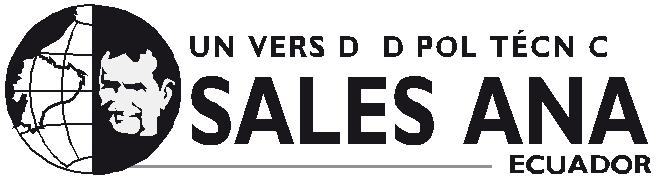 UN VERS D D POL TÉCN C
SALES ANA
ECUADOR